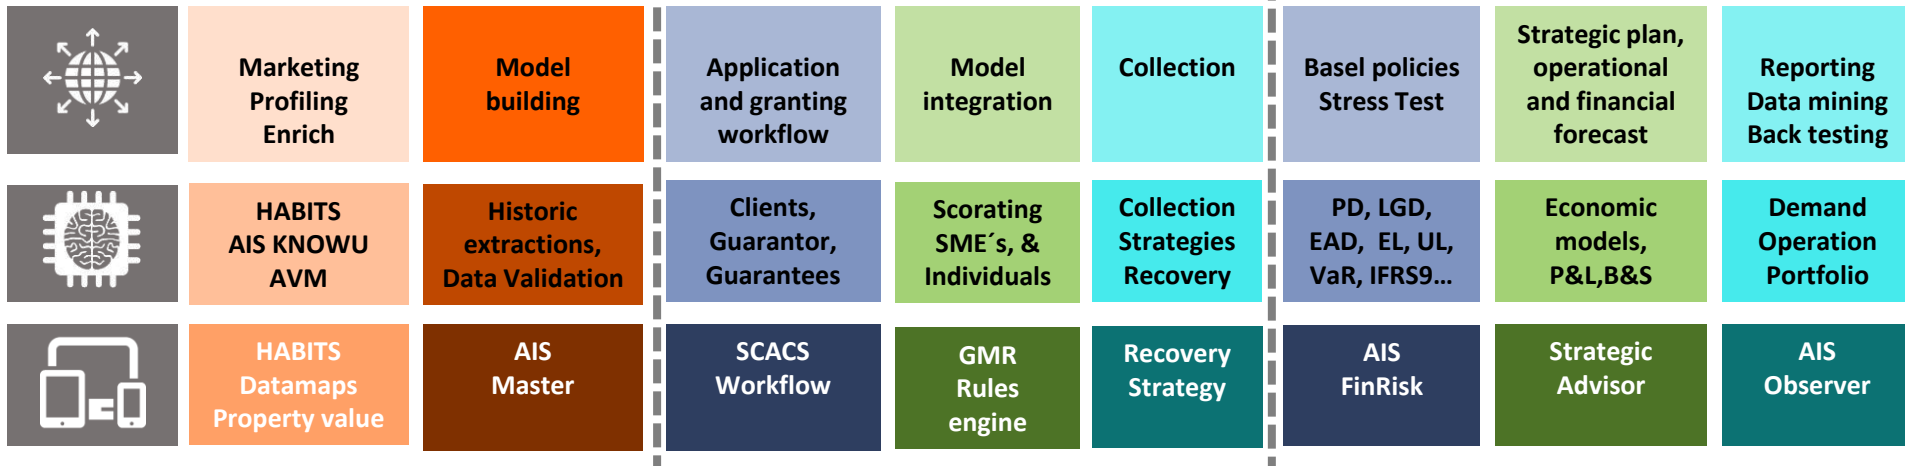 Marketing
Profiling
Enrich
Model
building
Application
and granting
workflow
Model
integration
Collection
Basel policies
Stress Test
Strategic plan,
operational
and financial
forecast
Reporting
Data mining
Back testing
HABITS
AIS KNOWU
AVM
Historic
extractions,
Data Validation
Clients,
Guarantor,
Guarantees
Scorating
SME´s, &
Individuals
Collection
Strategies
Recovery
PD, LGD,
EAD, EL, UL,
VaR, IFRS9...
Economic
models,
P&L,B&S
Demand
Operation
Portfolio
HABITS
Datamaps
Property value
AIS
Master
SCACS
Workflow
GMR
Rules
engine
Recovery
Strategy
AIS
FinRisk
Strategic
Advisor
AIS
Observer